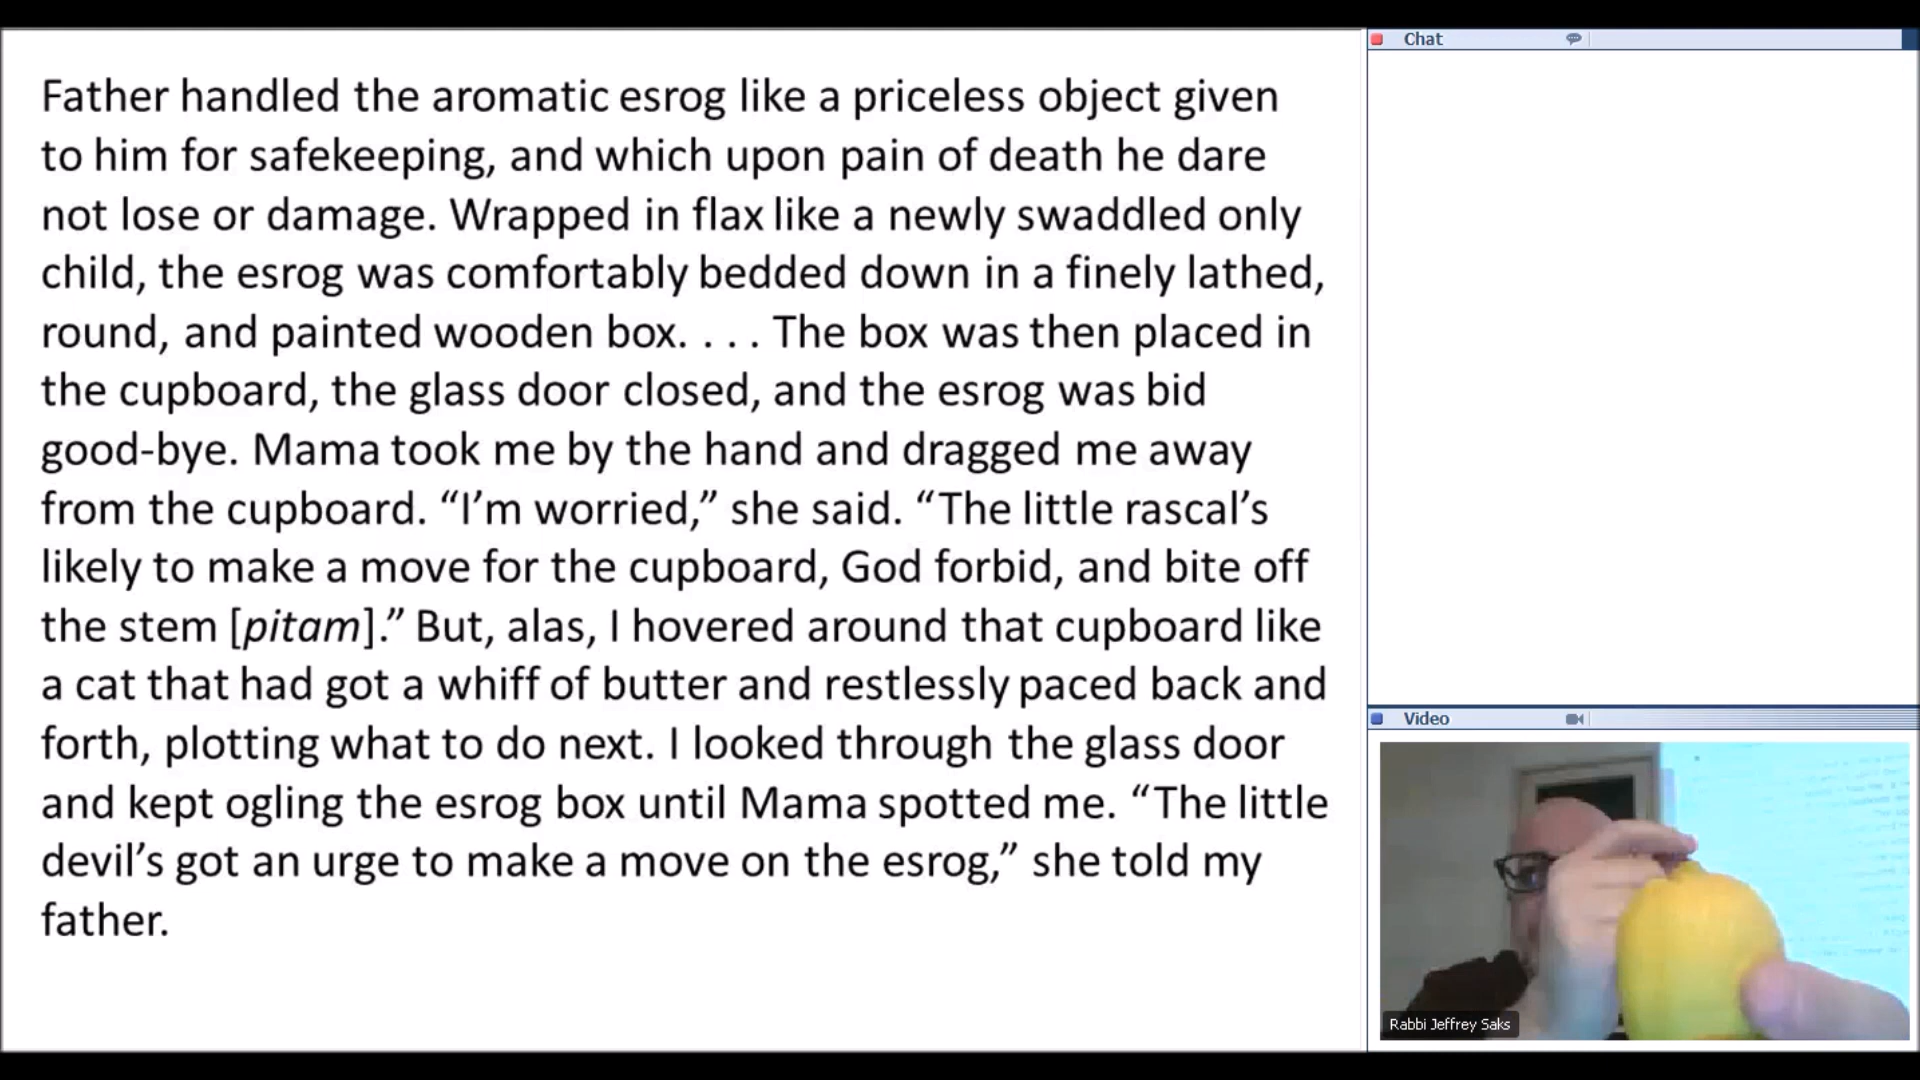 Father handled the aromatic esrog like a priceless object given
to him for safekeeping, and which upon pain of death he dare
not lose or damage. Wrapped in flax like a newly swaddled only
child, the esrog was comfortably bedded down in a finely lathed,
round, and painted wooden box. . . . The box was then placed in
the cupboard, the glass door closed, and the esrog was bid
good-bye. Mama took me by the hand and dragged me away
from the cupboard. “I’m worried,” she said. “The little rascal’s
likely to make a move for the cupboard, God forbid, and bite off
the stem [pitam].” But, alas, I hovered around that cupboard like
a cat that had got a whiff of butter and restlessly paced back and
forth, plotting what to do next. I looked through the glass door
and kept ogling the esrog box until Mama spotted me. “The little
devil’s got an urge to make a move on the esrog,” she told my
father.
Chat
Video
Rabbi Jeffrey Saks